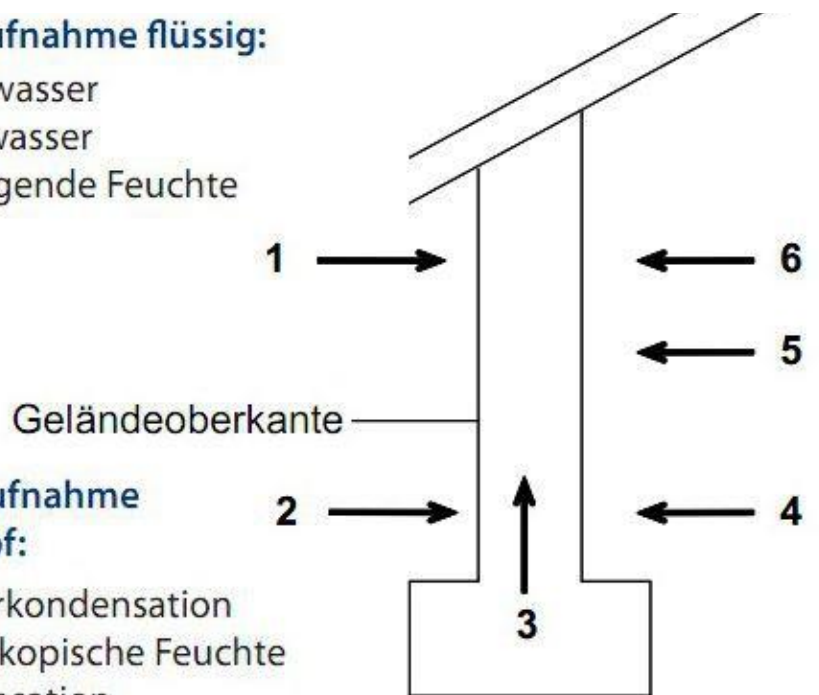 ufnahme flüssig:
wasser
wasser
gende Feuchte
1
6
5
Geländeoberkante
ufnahme
2
4
of:
rkondensation
3
kopische Feuchte